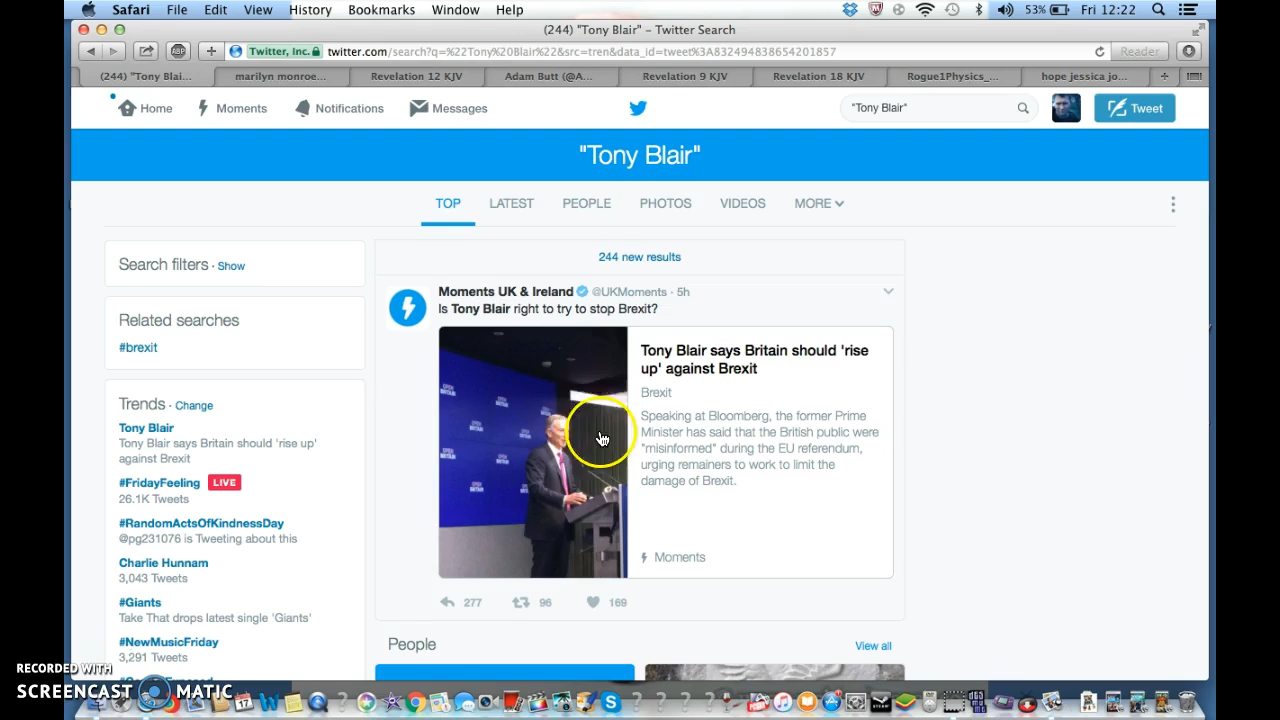 Safari File Edit View History Bookmarks Window Help 53% Fri 12:22
(244) "Tony Blair" – Twitter Search
ABP + Twitter, Inc. twitter.com/search?q=%22Tony%20Blair%22&src=tren&data_id=tweet%3A832494838654201857 Reader
(244) "Tony Blai... marilyn monroe... Revelation 12 KJV Adam Butt (@A... Revelation 9 KJV Revelation 18 KJV Rogue1Physics_... hope jessica jo... +
Home Moments Notifications Messages "Tony Blair" Tweet
"Tony Blair"
TOP LATEST PEOPLE PHOTOS VIDEOS MORE
Search filters · Show
Related searches
#brexit
Trends · Change
Tony Blair
Tony Blair says Britain should 'rise
up' against Brexit
#FridayFeeling LIVE
26.1K Tweets
#RandomActsOfKindnessDay
@pg231076 is Tweeting about this
Charlie Hunnam
3,043 Tweets
#Giants
Take That drops latest single 'Giants'
#NewMusicFriday
3,291 Tweets
244 new results
Moments UK & Ireland @UKMoments · 5h
Is Tony Blair right to try to stop Brexit?
OPEN BRITAIN
Tony Blair says Britain should 'rise
up' against Brexit
Brexit
Speaking at Bloomberg, the former Prime
Minister has said that the British public were
"misinformed" during the EU referendum,
urging remainers to work to limit the
damage of Brexit.
Moments
277 96 169
People View all
RECORDED WITH
SCREENCAST MATIC
17